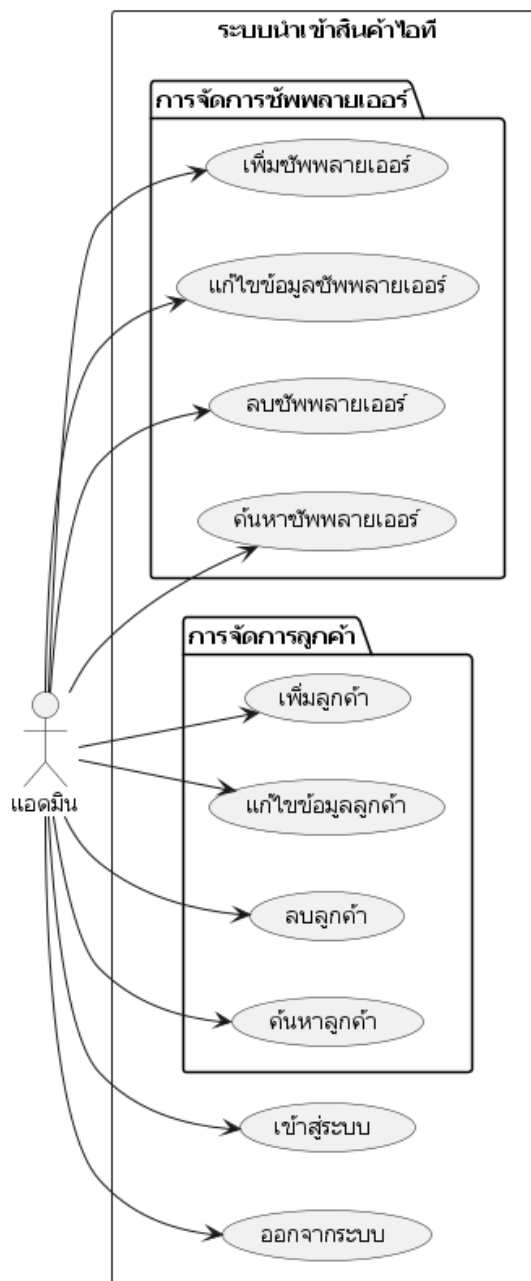 ระบบนำเข้าสินค้าไอที
การจัดการซัพพลายเออร์
เพิ่มซัพพลายเออร์
แก้ไขข้อมูลซัพพลายเออร์
ลบซัพพลายเออร์
ค้นหาซัพพลายเออร์
การจัดการลูกค้า
เพิ่มลูกค้า
แอดมิน
แก้ไขข้อมูลลูกค้า
ลบลูกค้า
ค้นหาลูกค้า
เข้าสู่ระบบ
ออกจากระบบ